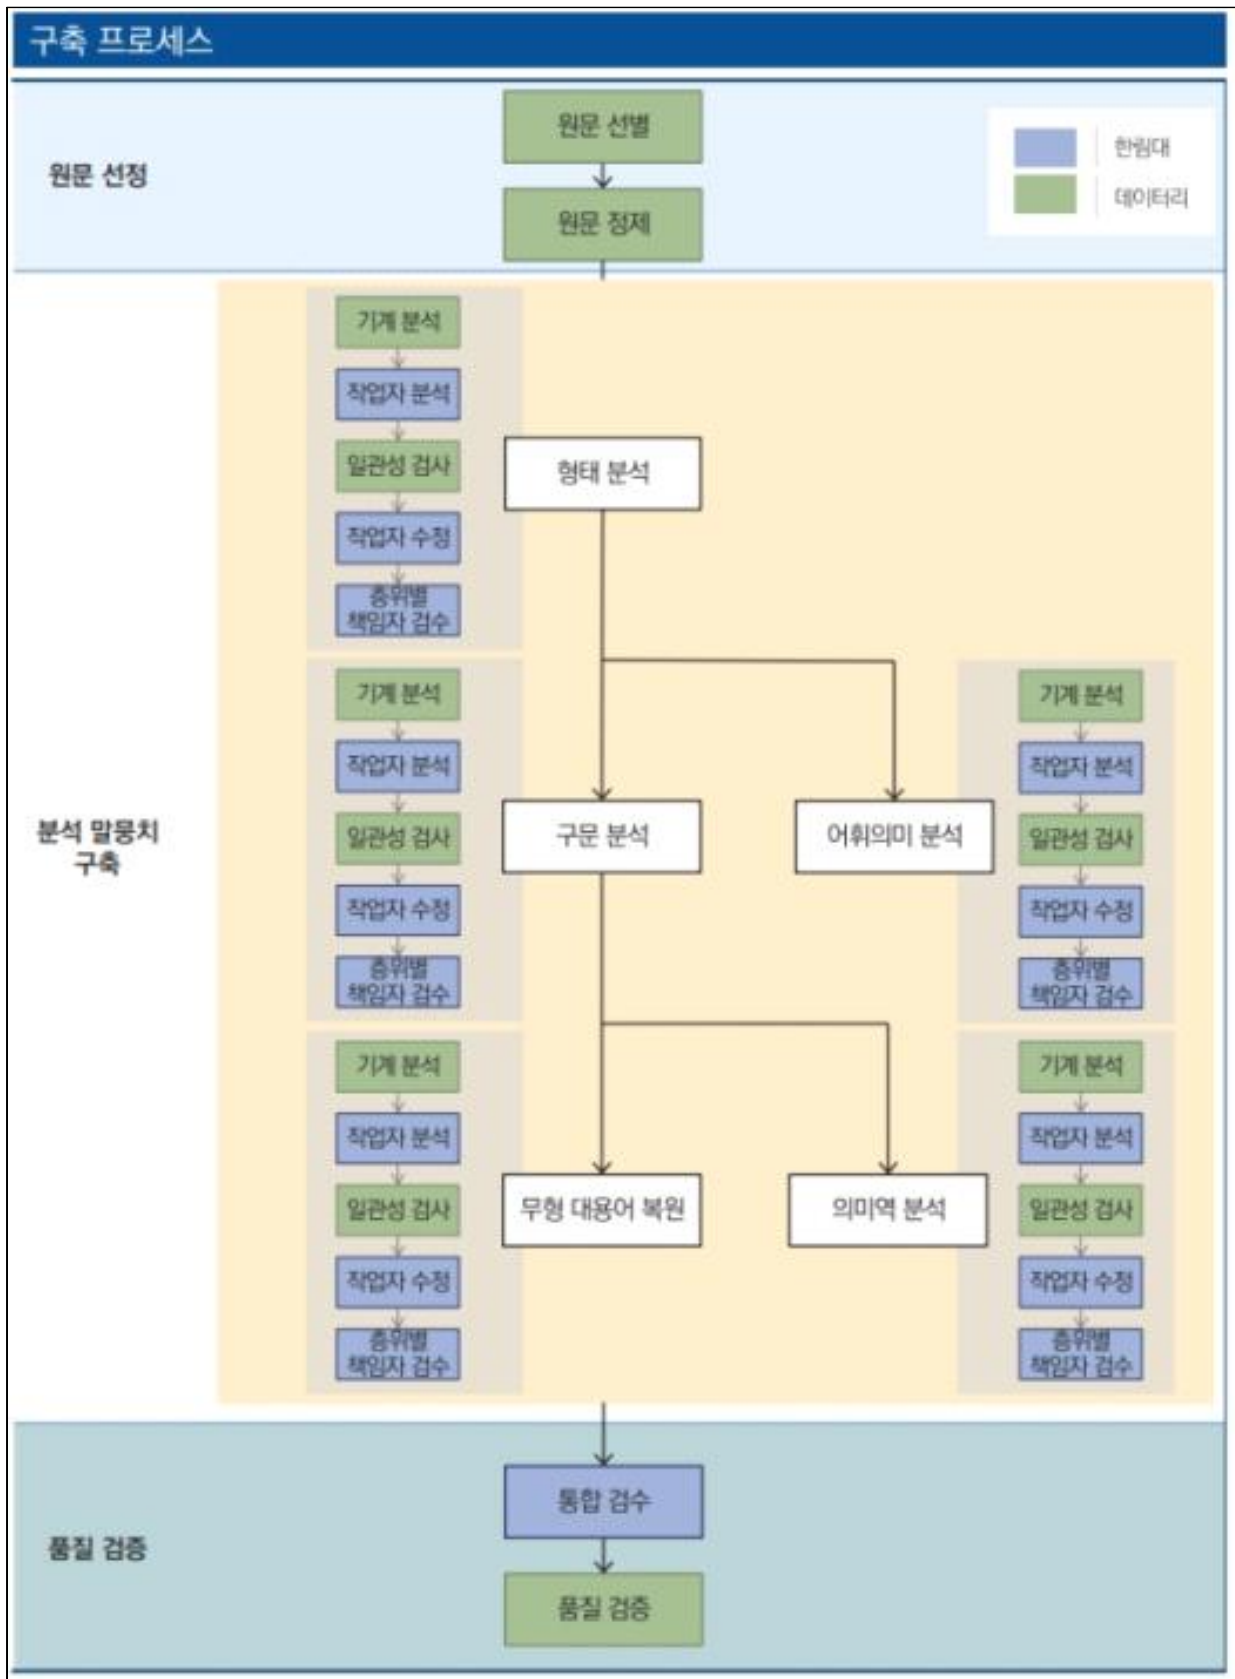 구축 프로세스
원문 선정
원문 선별
원문 정제
한림대
데이터리
분석 말뭉치
구축
기계 분석
작업자 분석
일관성 검사
작업자 수정
층위별
책임자 검수
형태 분석
기계 분석
작업자 분석
일관성 검사
작업자 수정
층위별
책임자 검수
구문 분석
어휘의미 분석
기계 분석
작업자 분석
일관성 검사
작업자 수정
층위별
책임자 검수
기계 분석
작업자 분석
일관성 검사
작업자 수정
층위별
책임자 검수
무형 대용어 복원
의미역 분석
기계 분석
작업자 분석
일관성 검사
작업자 수정
층위별
책임자 검수
품질 검증
통합 검수
품질 검증